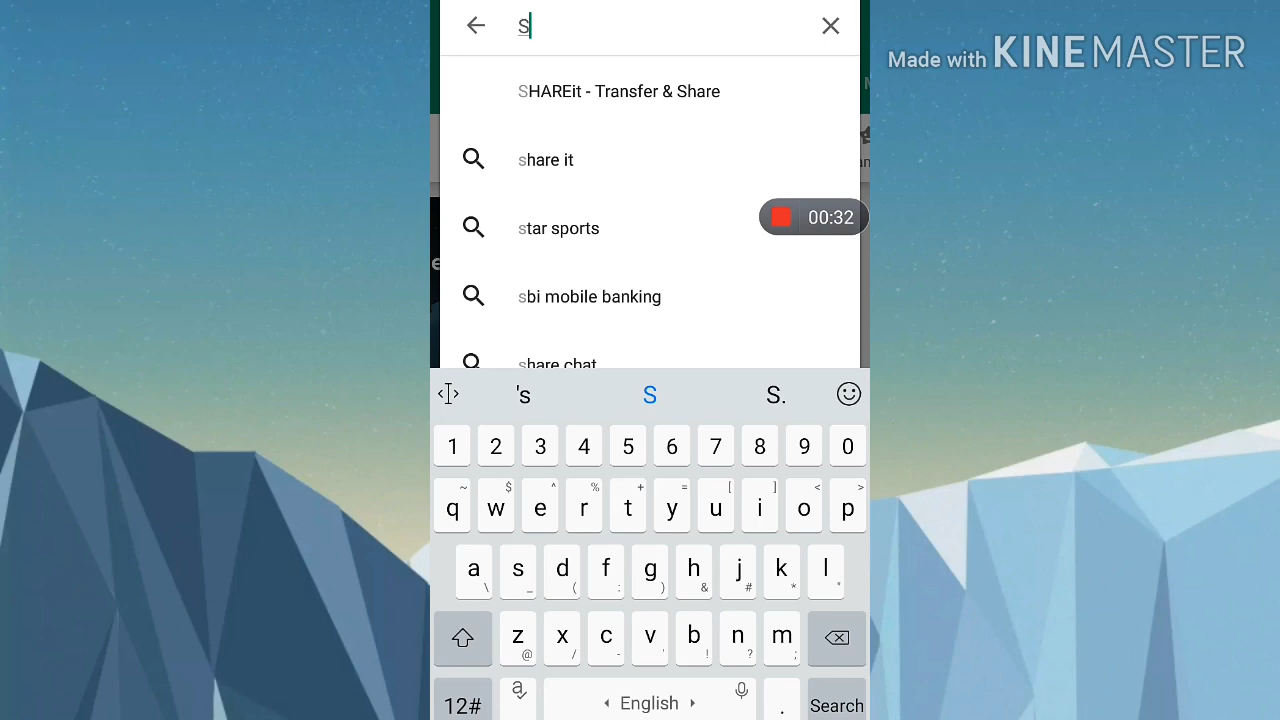 S
Made with KINEMASTER
SHAREit - Transfer & Share
share it
00:32
star sports
sbi mobile banking
share chat
's S S.
1 2 3 4 5 6 7 8 9 0
~ $ ^ % + = [ ] < >
q w e r t y u i o p
a s d f g h j k l
\ _ ( : ) & # * "
z x c v b n m
@ / - ' ! ? ;
12# English . Search